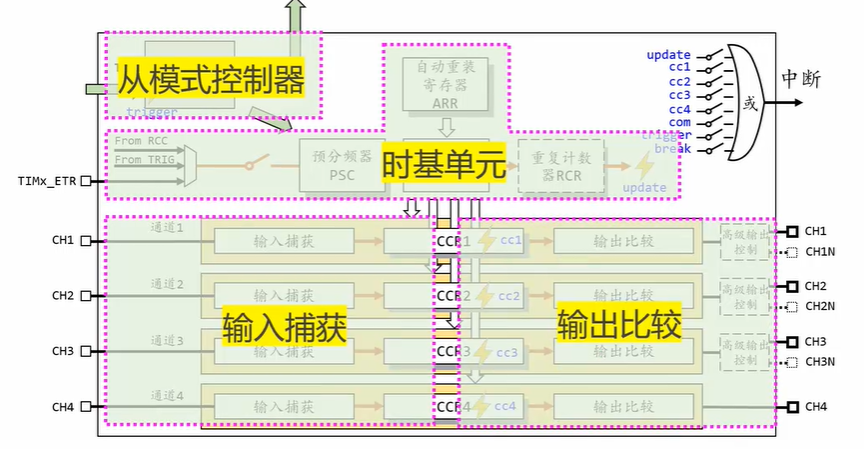 从模式控制器
trigger
自动重装
寄存器
ARR
update
cc1
cc2
cc3
cc4
com
trigger
break
或
中断
From RCC
From TRIG
TIMx_ETR
预分频器
PSC
时基单元
重复计数
器RCR
update
通道1
CH1
输入捕获
CCR1
cc1
输出比较
高级输出
控制
CH1
CH1N
通道2
CH2
输入捕获
CCR2
cc2
输出比较
高级输出
控制
CH2
CH2N
输入捕获
输出比较
通道3
CH3
输入捕获
CCR3
cc3
输出比较
高级输出
控制
CH3
CH3N
通道4
CH4
输入捕获
CCR4
cc4
输出比较
CH4